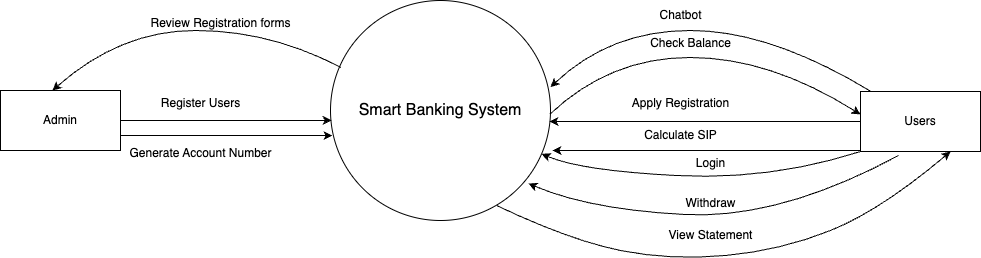 Chatbot
Review Registration forms
Check Balance
Register Users
Apply Registration
Smart Banking System
Admin
Users
Calculate SIP
Generate Account Number
Login
Withdraw
View Statement